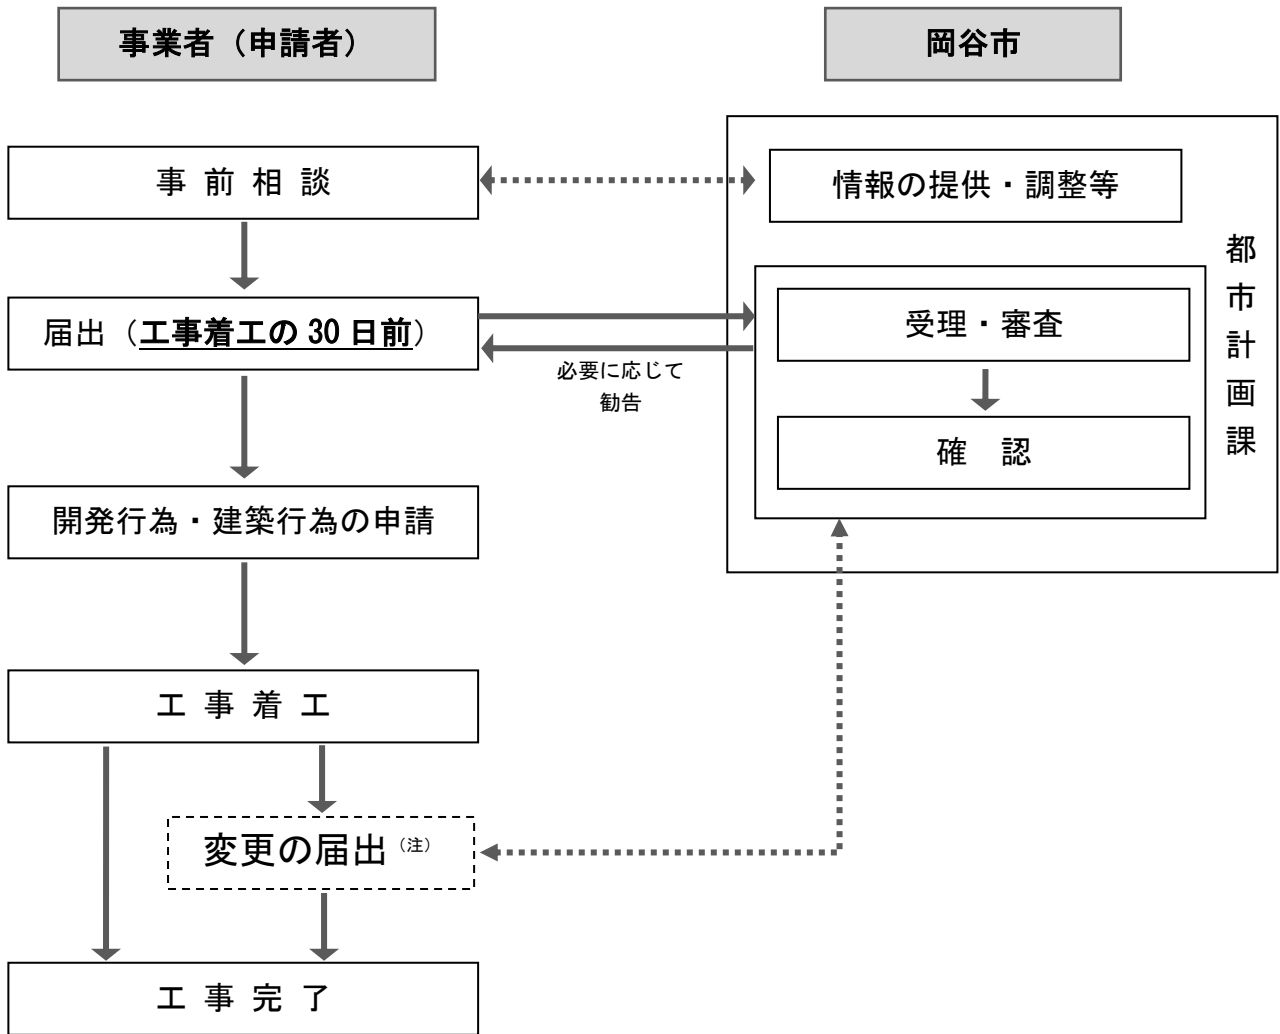 事業者（申請者）
岡谷市
事前相談
情報の提供・調整等
届出（工事着工の 30 日前）
受理・審査
必要に応じて
勧告
確　認
都市計画課
開発行為・建築行為の申請
工事着工
変更の届出（注）
工事完了